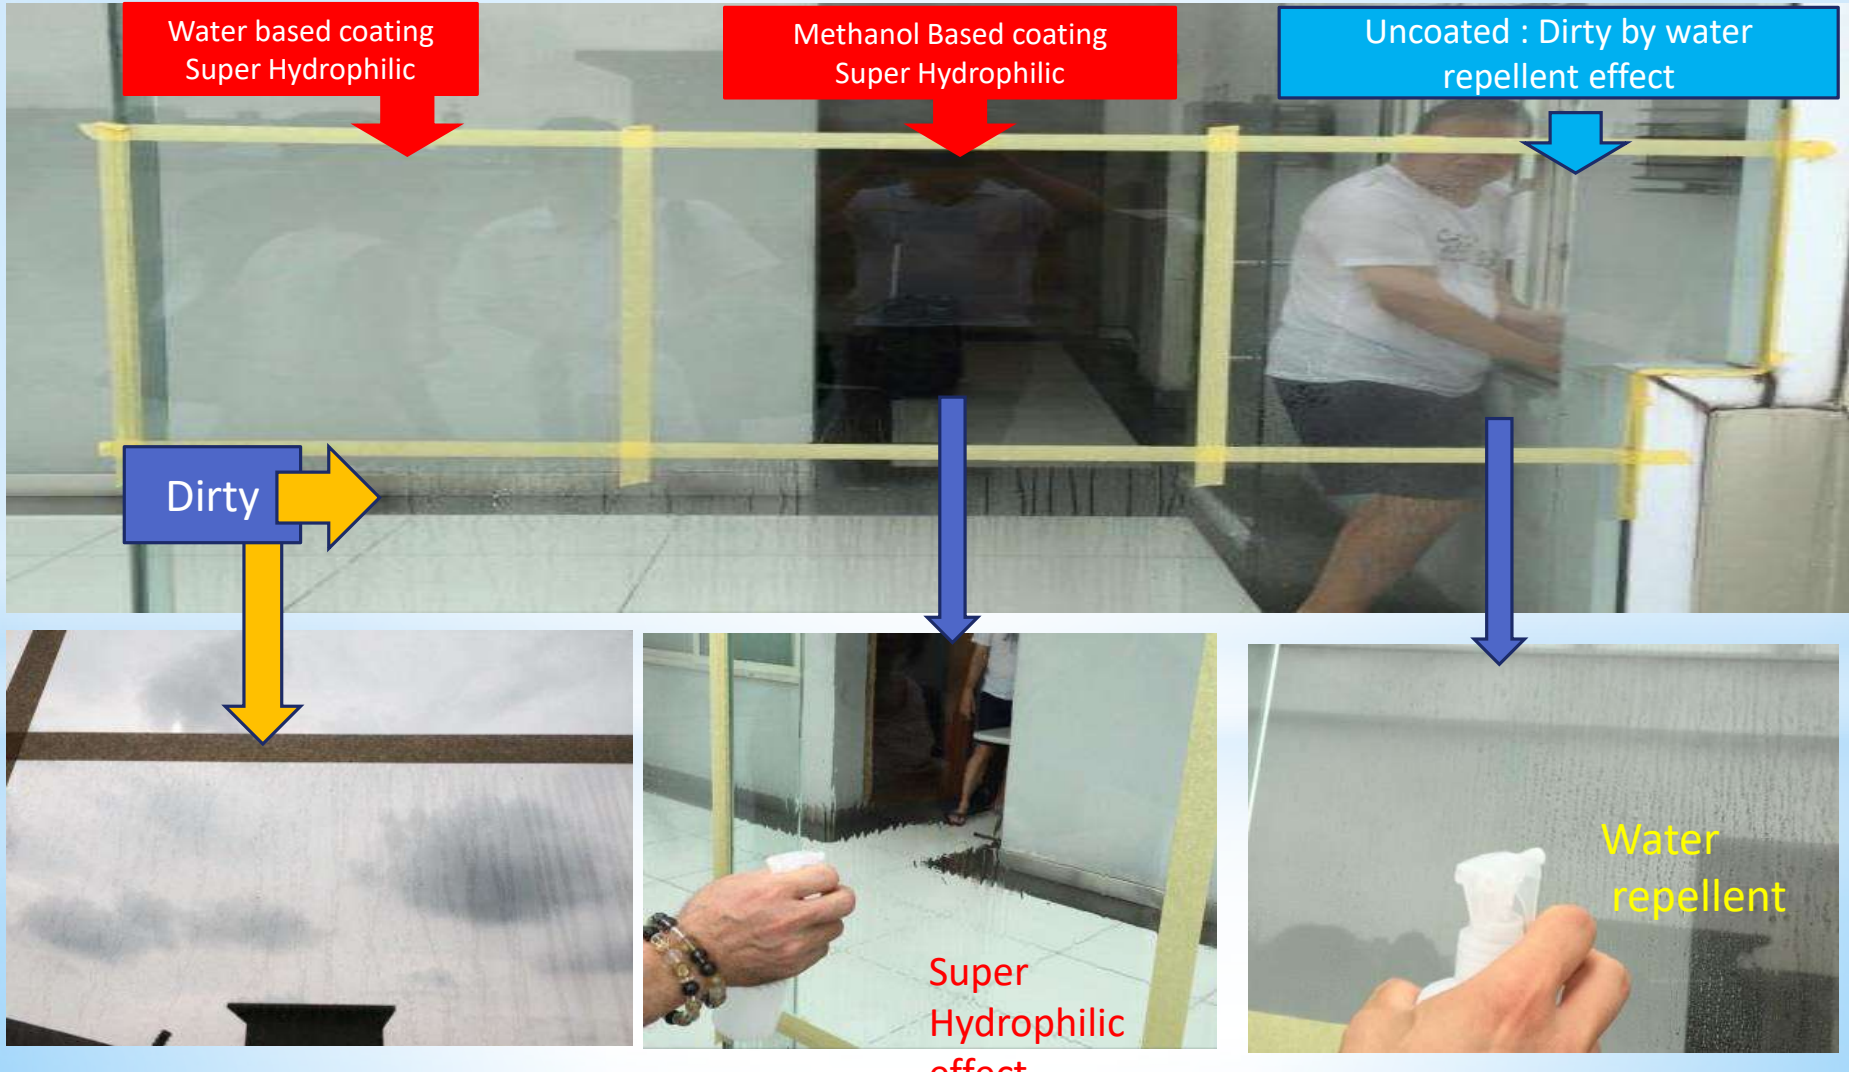 Water based coating
Super Hydrophilic
Methanol Based coating
Super Hydrophilic
Uncoated : Dirty by water
repellent effect
Dirty
Super
Hydrophilic
effect
Water
repellent